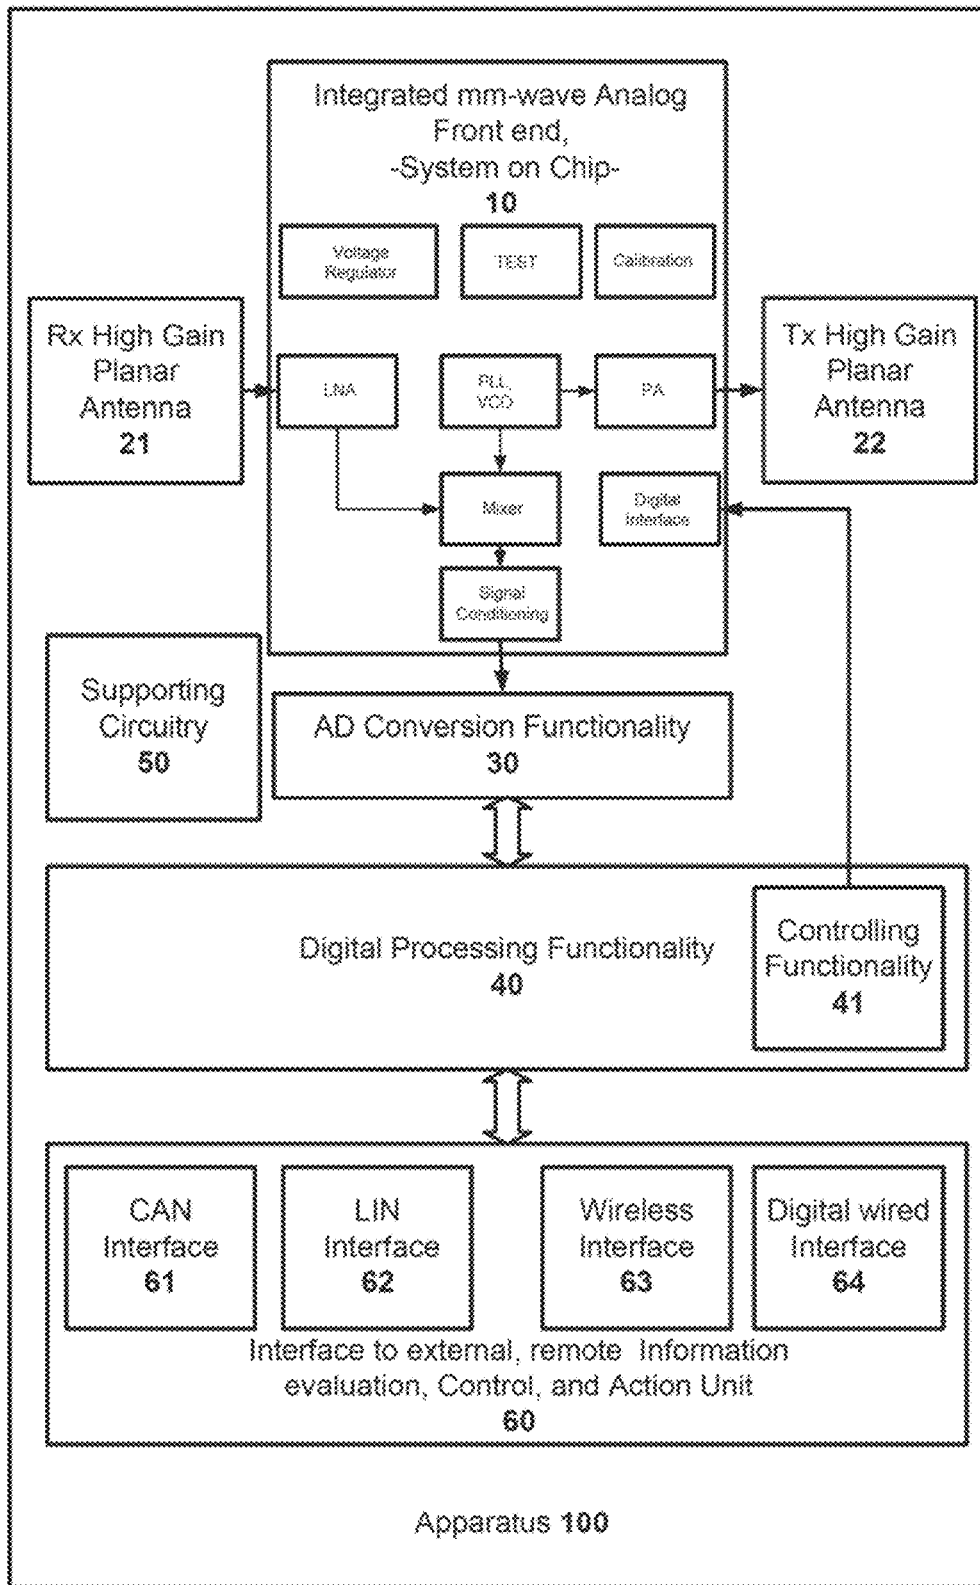 Integrated mm-wave Analog
Front end,
-System on Chip-
10
Voltage
Regulator
TEST
Calibration
Rx High Gain
Planar
Antenna
21
LNA
PLL,
VCO
PA
Tx High Gain
Planar
Antenna
22
Mixer
Digital
Interface
Signal
Conditioning
Supporting
Circuitry
50
AD Conversion Functionality
30
Digital Processing Functionality
40
Controlling
Functionality
41
CAN
Interface
61
LIN
Interface
62
Wireless
Interface
63
Digital wired
Interface
64
Interface to external, remote Information
evaluation, Control, and Action Unit
60
Apparatus 100